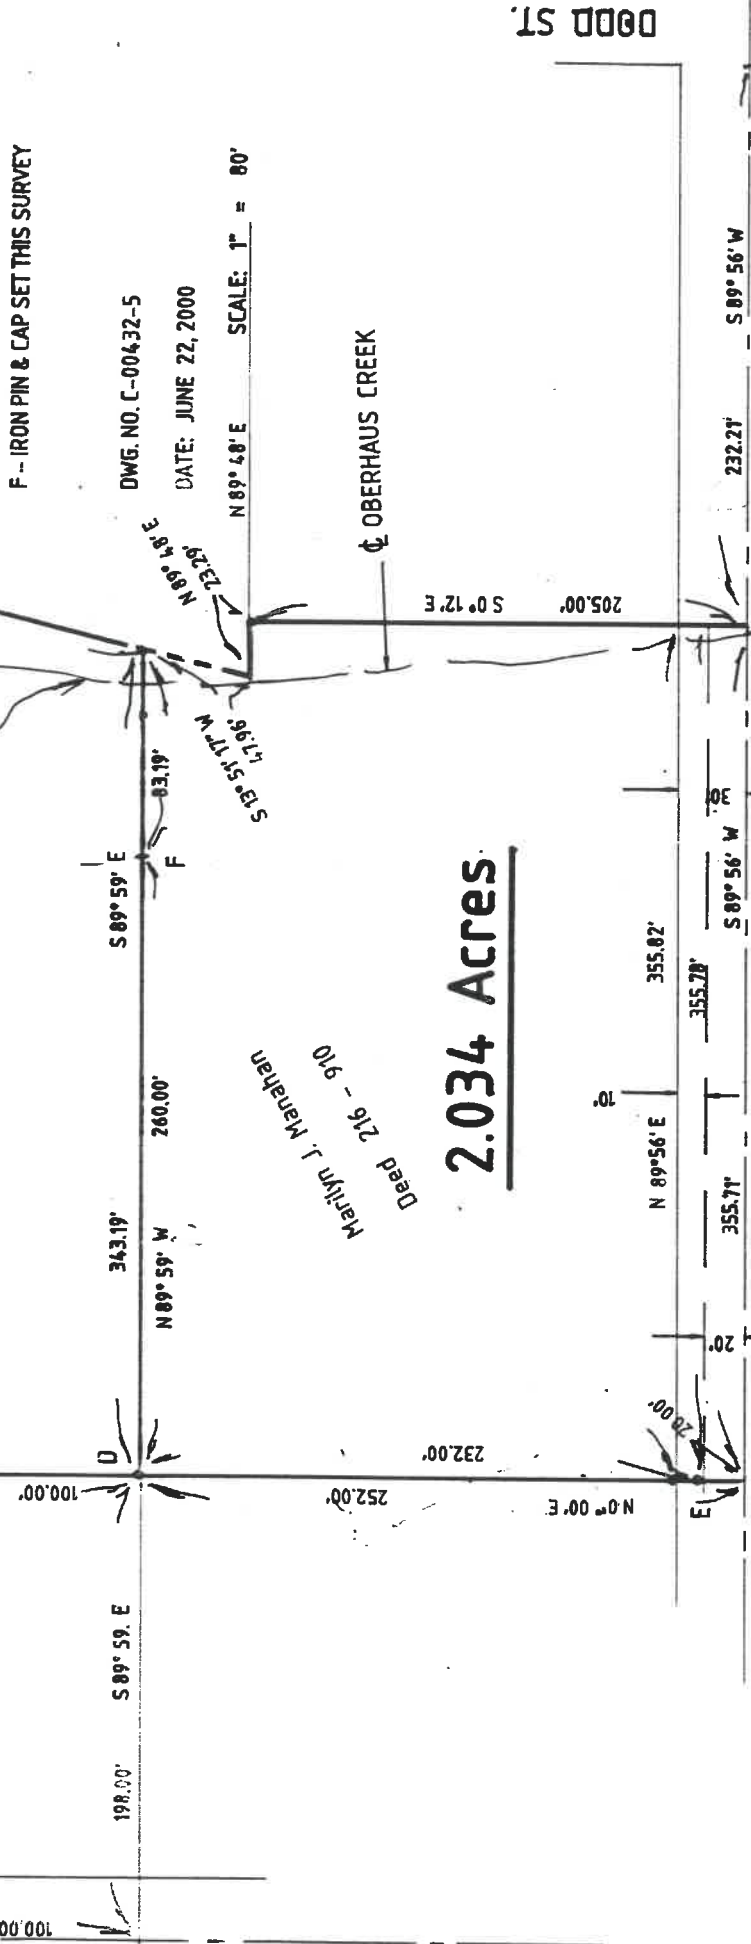 DODD ST.
F - IRON PIN & CAP SET THIS SURVEY
DWG. NO. C-00432-5
DATE: JUNE 22, 2000
SCALE: 1" = 80'
N 89° 48' E
N 89° 48' E
23.29'
℄ OBERHAUS CREEK
S 0° 12' E
205.00'
S 89° 56' W
232.21'
S 13° 51' 17" W
47.96'
83.19'
S 89° 59' E
F
343.19'
260.00'
N 89° 59' W
Marilyn J. Manahan
Deed 216 - 910
2.034 Acres
30'
S 89° 56' W
355.82'
355.78'
10'
N 89°56' E
355.71'
20'
20.00'
D
232.00'
252.00'
N 0° 00' E
E
100.00'
S 89° 59. E
198.00'
100.00